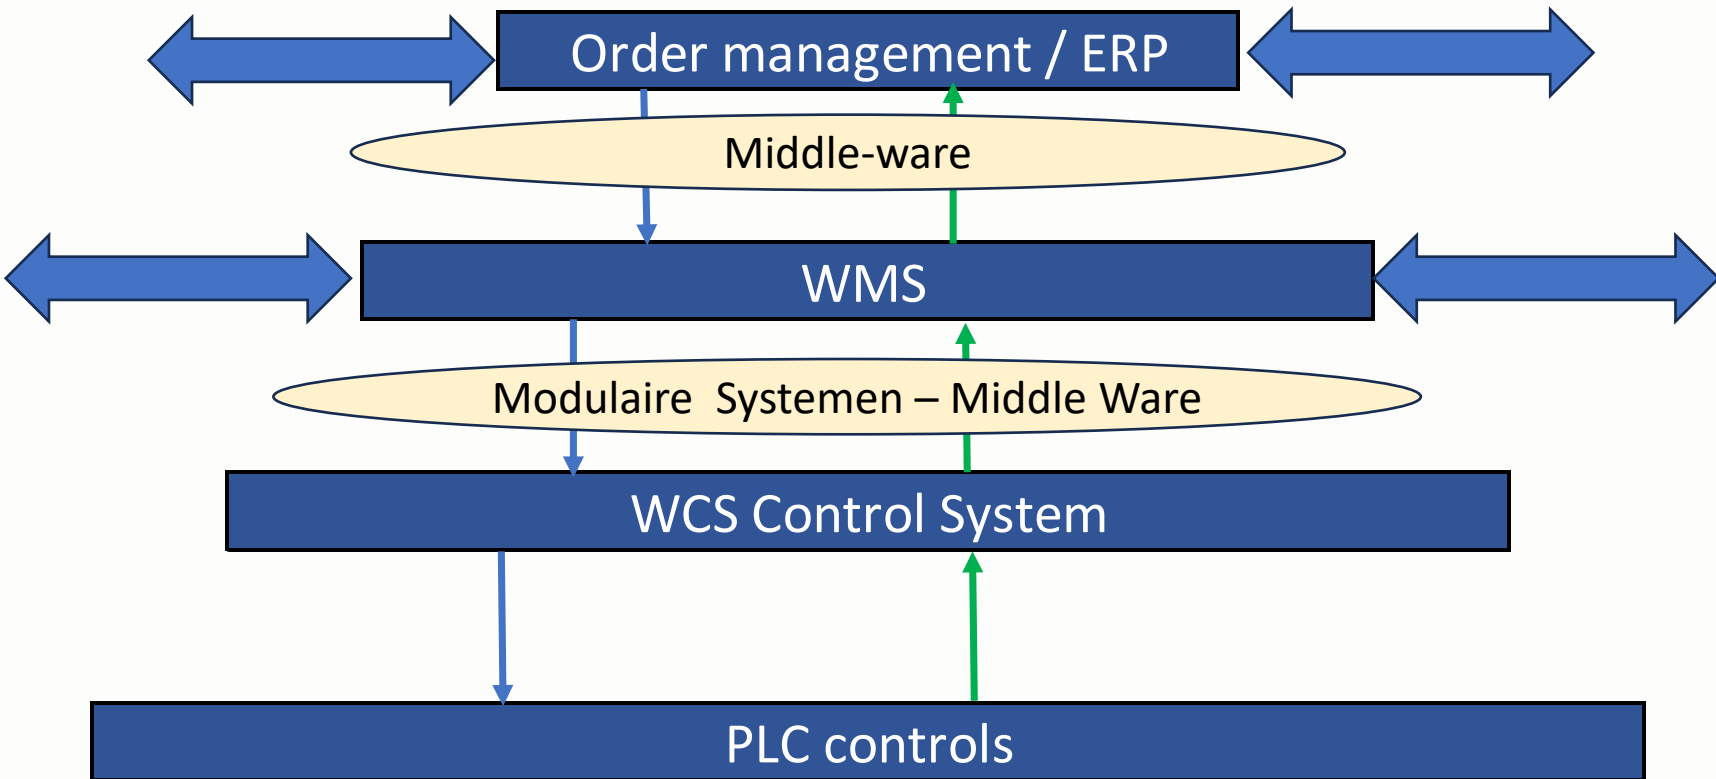 Order management / ERP
Middle-ware
WMS
Modulaire  Systemen – Middle Ware
WCS Control System
PLC controls